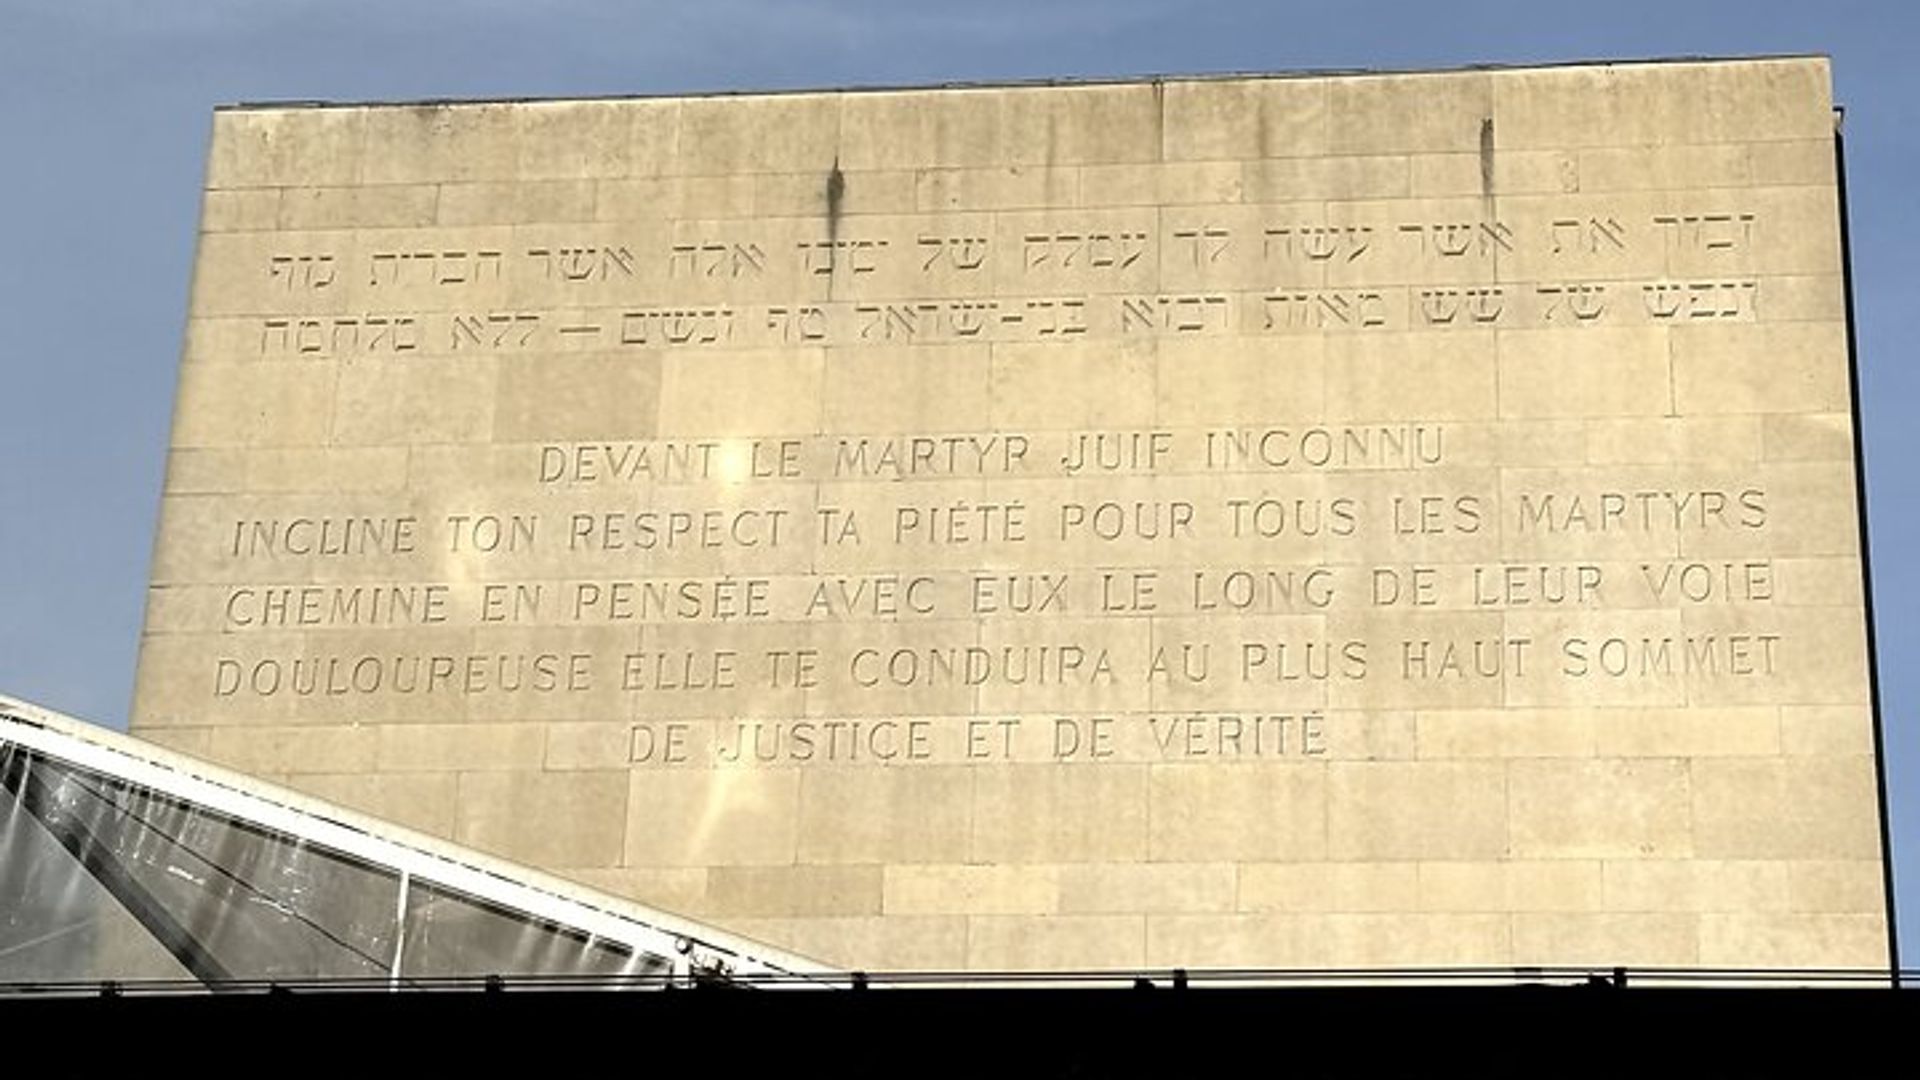 זכור את אשר עשה לך עמלק של ימינו אלה אשר הכרית גוף
ונפש של שש מאות רבוא בני-ישראל טף ונשים — ללא מלחמה
DEVANT LE MARTYR JUIF INCONNU
INCLINE TON RESPECT TA PIÉTÉ POUR TOUS LES MARTYRS
CHEMINE EN PENSÉE AVEC EUX LE LONG DE LEUR VOIE
DOULOUREUSE ELLE TE CONDUIRA AU PLUS HAUT SOMMET
DE JUSTICE ET DE VÉRITÉ